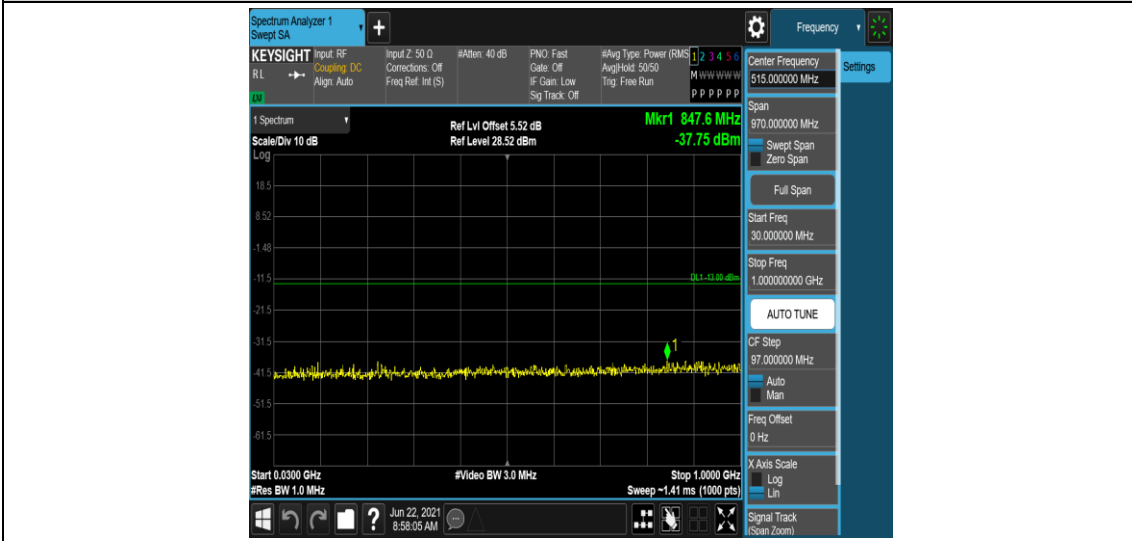 Spectrum Analyzer 1
Swept SA
+
Frequency
KEYSIGHT
RL
LM
Input: RF
Coupling: DC
Align: Auto
Input Z: 50 Ω
Corrections: Off
Freq Ref: Int (S)
#Atten: 40 dB
PNO: Fast
Gate: Off
IF Gain: Low
Sig Track: Off
#Avg Type: Power (RMS
Avg|Hold: 50/50
Trig: Free Run
1 2 3 4 5 6
M W W W W W
P P P P P P
1 Spectrum
Scale/Div 10 dB
Log
Ref Lvl Offset 5.52 dB
Ref Level 28.52 dBm
Mkr1 847.6 MHz
-37.75 dBm
18.5
8.52
-1.48
-11.5
DL1 -13.00 dBm
-21.5
-31.5
1
-41.5
-51.5
-61.5
Start 0.0300 GHz
#Res BW 1.0 MHz
#Video BW 3.0 MHz
Stop 1.0000 GHz
Sweep ~1.41 ms (1000 pts)
?
Jun 22, 2021
8:58:05 AM
Center Frequency
515.000000 MHz
Settings
Span
970.000000 MHz
Swept Span
Zero Span
Full Span
Start Freq
30.000000 MHz
Stop Freq
1.000000000 GHz
AUTO TUNE
CF Step
97.000000 MHz
Auto
Man
Freq Offset
0 Hz
X Axis Scale
Log
Lin
Signal Track
(Span Zoom)